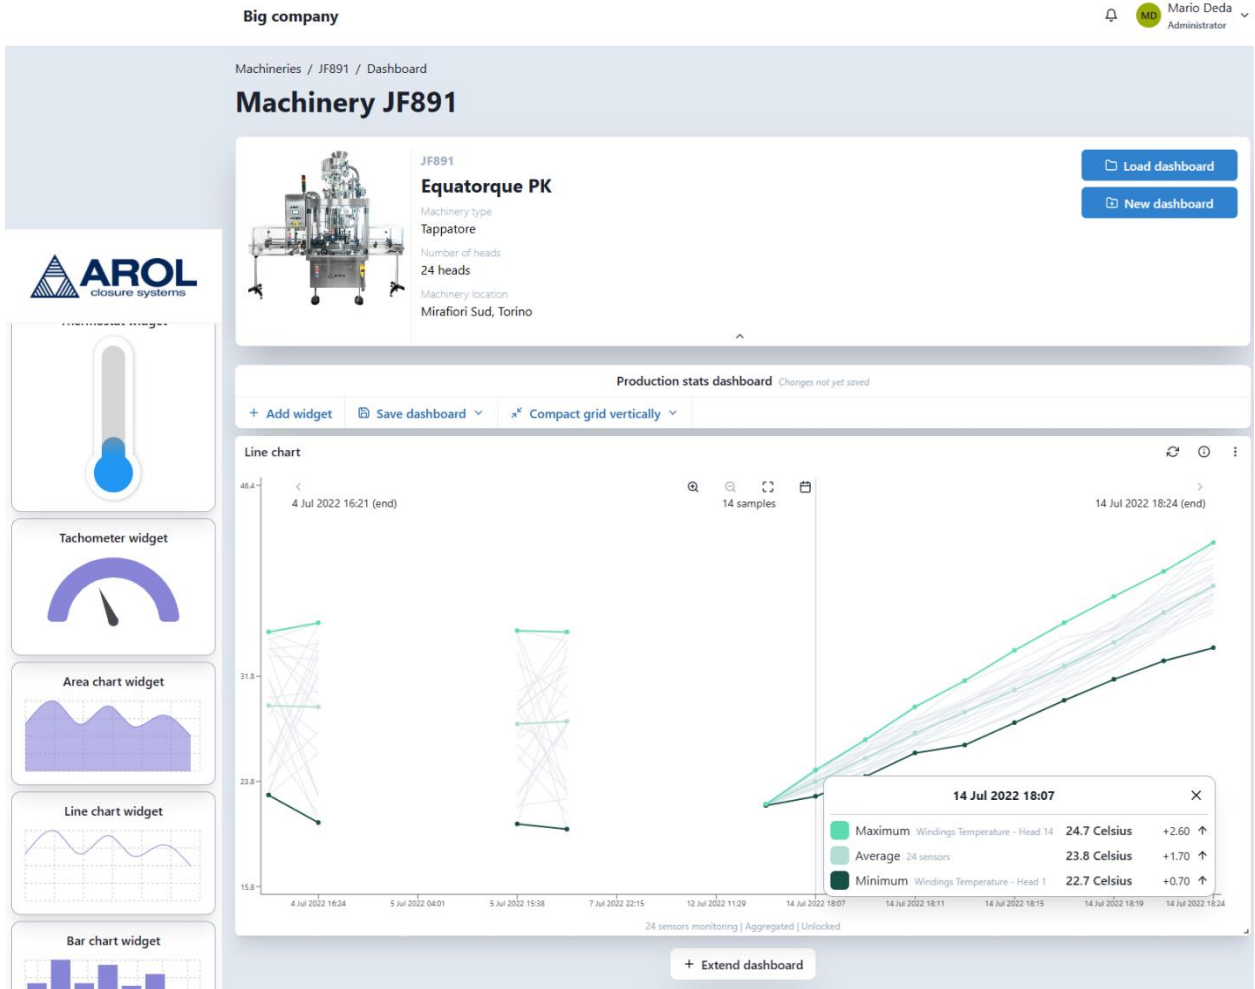 Big company
MD
Mario Deda
Administrator
Machineries / JF891 / Dashboard
Machinery JF891
JF891
Equatorque PK
Machinery type
Tappatore
Number of heads
24 heads
Machinery location
Mirafiori Sud, Torino
Load dashboard
New dashboard
AROL
closure systems
Thermostat widget
Tachometer widget
Area chart widget
Line chart widget
Bar chart widget
Production stats dashboard Changes not yet saved
+ Add widget Save dashboard Compact grid vertically
Line chart
4 Jul 2022 16:21 (end)
14 samples
14 Jul 2022 18:24 (end)
46.4
31.8
23.8
15.8
14 Jul 2022 18:07
Maximum Windings Temperature - Head 14 24.7 Celsius +2.60 ↑
Average 24 sensors 23.8 Celsius +1.70 ↑
Minimum Windings Temperature - Head 1 22.7 Celsius +0.70 ↑
4 Jul 2022 16:24 5 Jul 2022 04:01 5 Jul 2022 15:38 7 Jul 2022 22:15 12 Jul 2022 11:29 14 Jul 2022 18:07 14 Jul 2022 18:11 14 Jul 2022 18:15 14 Jul 2022 18:19 14 Jul 2022 18:24
24 sensors monitoring | Aggregated | Unlocked
+ Extend dashboard